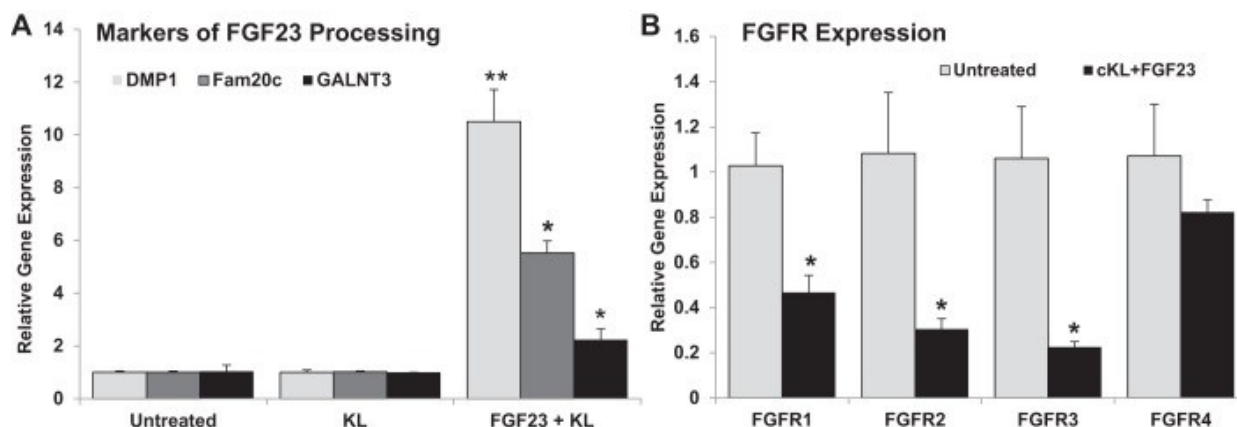 A Markers of FGF23 Processing
DMP1 Fam20c GALNT3
Relative Gene Expression
14
12
10
8
6
4
2
0
**
*
*
Untreated KL FGF23 + KL
B FGFR Expression
Untreated cKL+FGF23
Relative Gene Expression
1.6
1.4
1.2
1
0.8
0.6
0.4
0.2
0
*
*
*
FGFR1 FGFR2 FGFR3 FGFR4